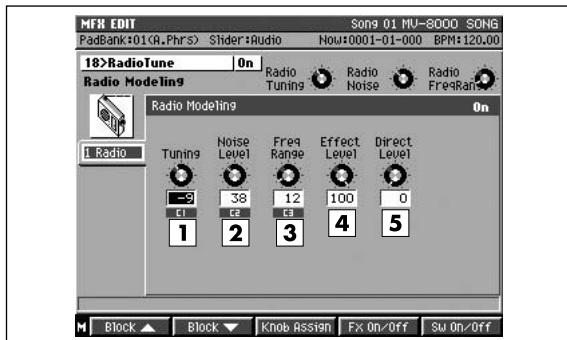 MFX EDIT Song 01 MV-8000 SONG
PadBank:01(A.Phrs) Slider:Audio Now:0001-01-000 BPM:120.00
18>RadioTune On
Radio Tuning Radio Noise Radio FreqRange
Radio Modeling
Radio Modeling On
1 Radio
Tuning Noise Level Freq Range Effect Level Direct Level
-9 38 12 100 0
C1 C2 C3
1 2 3 4 5
M Block ▲ Block ▼ Knob Assign Fx On/Off Sw On/Off